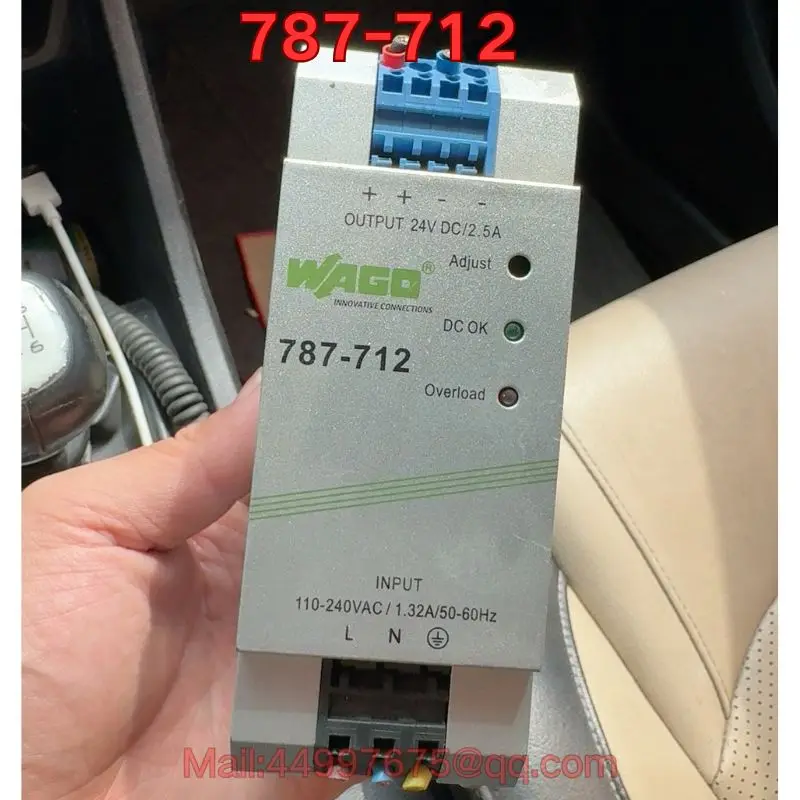 787-712
+ + - -
OUTPUT 24V DC/2.5A
Adjust
WAGO®
INNOVATIVE CONNECTIONS
DC OK
787-712
Overload
INPUT
110-240VAC / 1.32A/50-60Hz
L N
Mail:44997675@qq.com